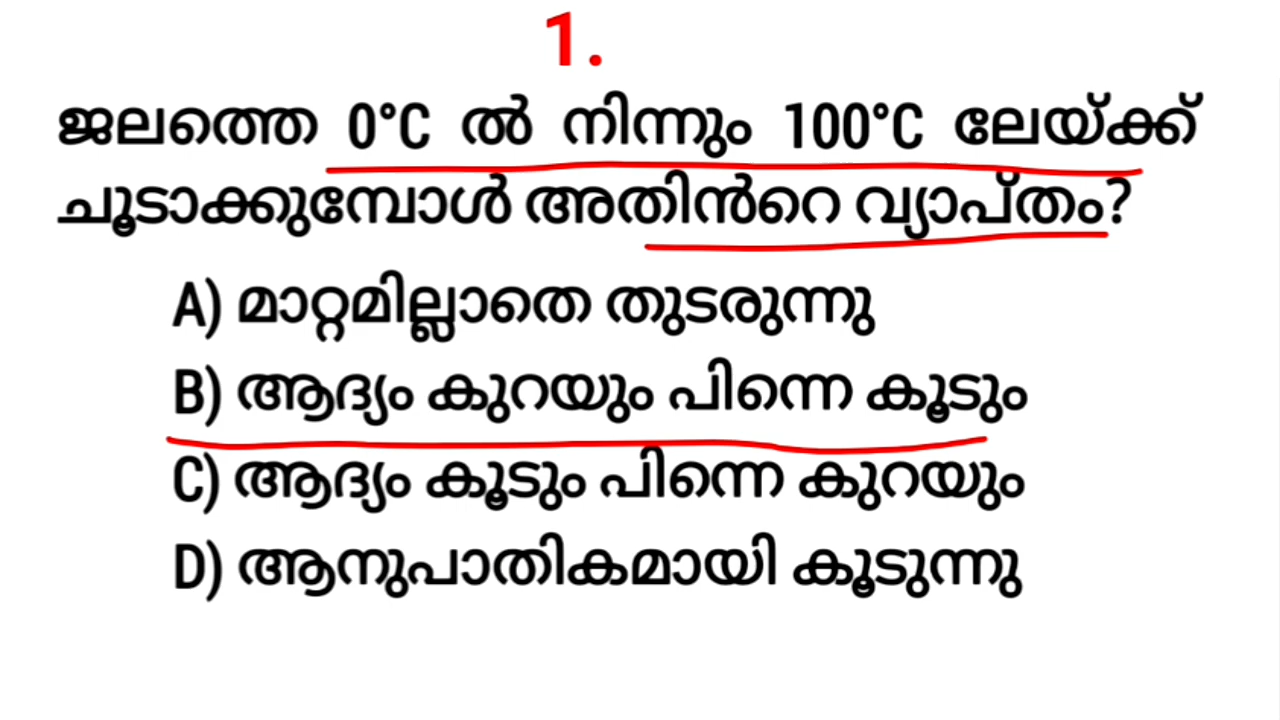 1.
ജലത്തെ 0°C ൽ നിന്നും 100°C ലേയ്ക്ക്
ചൂടാക്കുമ്പോൾ അതിൻറെ വ്യാപ്തം?
A) മാറ്റമില്ലാതെ തുടരുന്നു
B) ആദ്യം കുറയും പിന്നെ കൂടും
C) ആദ്യം കൂടും പിന്നെ കുറയും
D) ആനുപാതികമായി കൂടുന്നു